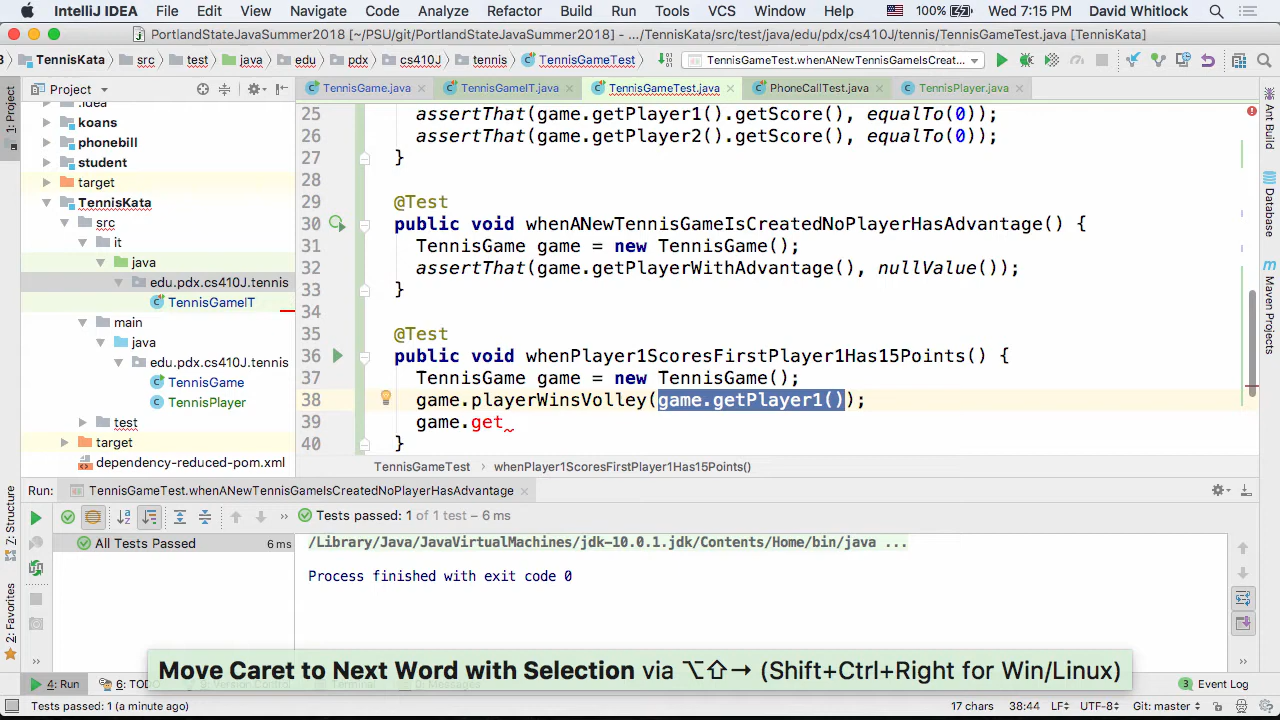 IntelliJ IDEA File Edit View Navigate Code Analyze Refactor Build Run Tools VCS Window Help 100% Wed 7:15 PM David Whitlock
PortlandStateJavaSummer2018 [~/PSU/git/PortlandStateJavaSummer2018] - .../TennisKata/src/test/java/edu/pdx/cs410J/tennis/TennisGameTest.java [TennisKata]
TennisKata src test java edu pdx cs410J tennis TennisGameTest TennisGameTest.whenANewTennisGameIsCreat...
Project TennisGame.java TennisGameIT.java TennisGameTest.java PhoneCallTest.java TennisPlayer.java
1: Project
.idea
koans
phonebill
student
target
TennisKata
src
it
java
edu.pdx.cs410J.tennis
TennisGameIT
main
java
edu.pdx.cs410J.tennis
TennisGame
TennisPlayer
test
target
dependency-reduced-pom.xml
25 assertThat(game.getPlayer1().getScore(), equalTo(0));
26 assertThat(game.getPlayer2().getScore(), equalTo(0));
27 }
28
29 @Test
30 public void whenANewTennisGameIsCreatedNoPlayerHasAdvantage() {
31 TennisGame game = new TennisGame();
32 assertThat(game.getPlayerWithAdvantage(), nullValue());
33 }
34
35 @Test
36 public void whenPlayer1ScoresFirstPlayer1Has15Points() {
37 TennisGame game = new TennisGame();
38 game.playerWinsVolley(game.getPlayer1());
39 game.get
40 }
TennisGameTest whenPlayer1ScoresFirstPlayer1Has15Points()
Ant Build
Database
Maven Projects
Run: TennisGameTest.whenANewTennisGameIsCreatedNoPlayerHasAdvantage
Tests passed: 1 of 1 test – 6 ms
All Tests Passed 6 ms
/Library/Java/JavaVirtualMachines/jdk-10.0.1.jdk/Contents/Home/bin/java ...
Process finished with exit code 0
7: Structure
2: Favorites
Move Caret to Next Word with Selection via ⌥⇧→ (Shift+Ctrl+Right for Win/Linux)
4: Run 6: TODO Event Log
Tests passed: 1 (a minute ago) 17 chars 38:44 LF÷ UTF-8÷ Git: master÷